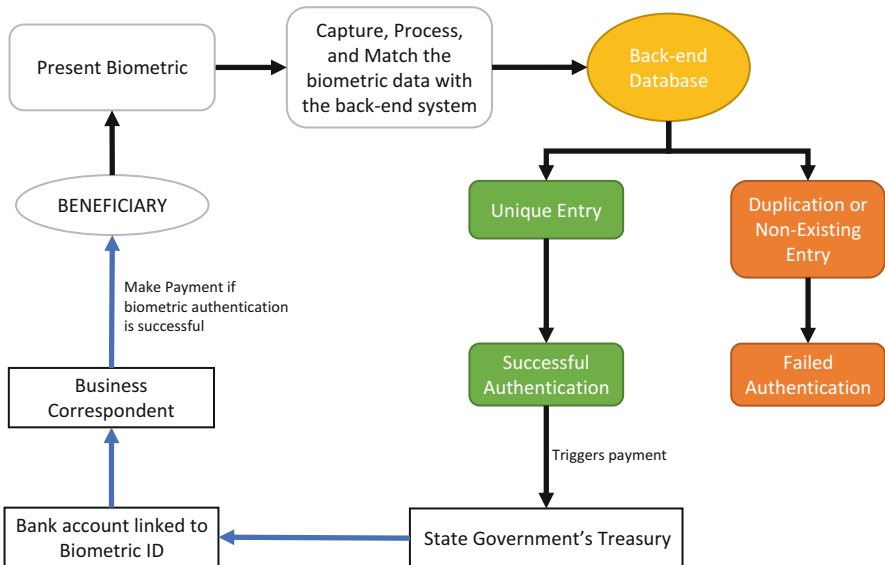 Present Biometric
Capture, Process,
and Match the
biometric data with
the back-end system
Back-end
Database
BENEFICIARY
Unique Entry
Duplication or
Non-Existing
Entry
Make Payment if
biometric authentication
is successful
Successful
Authentication
Failed
Authentication
Business
Correspondent
Triggers payment
Bank account linked to
Biometric ID
State Government’s Treasury